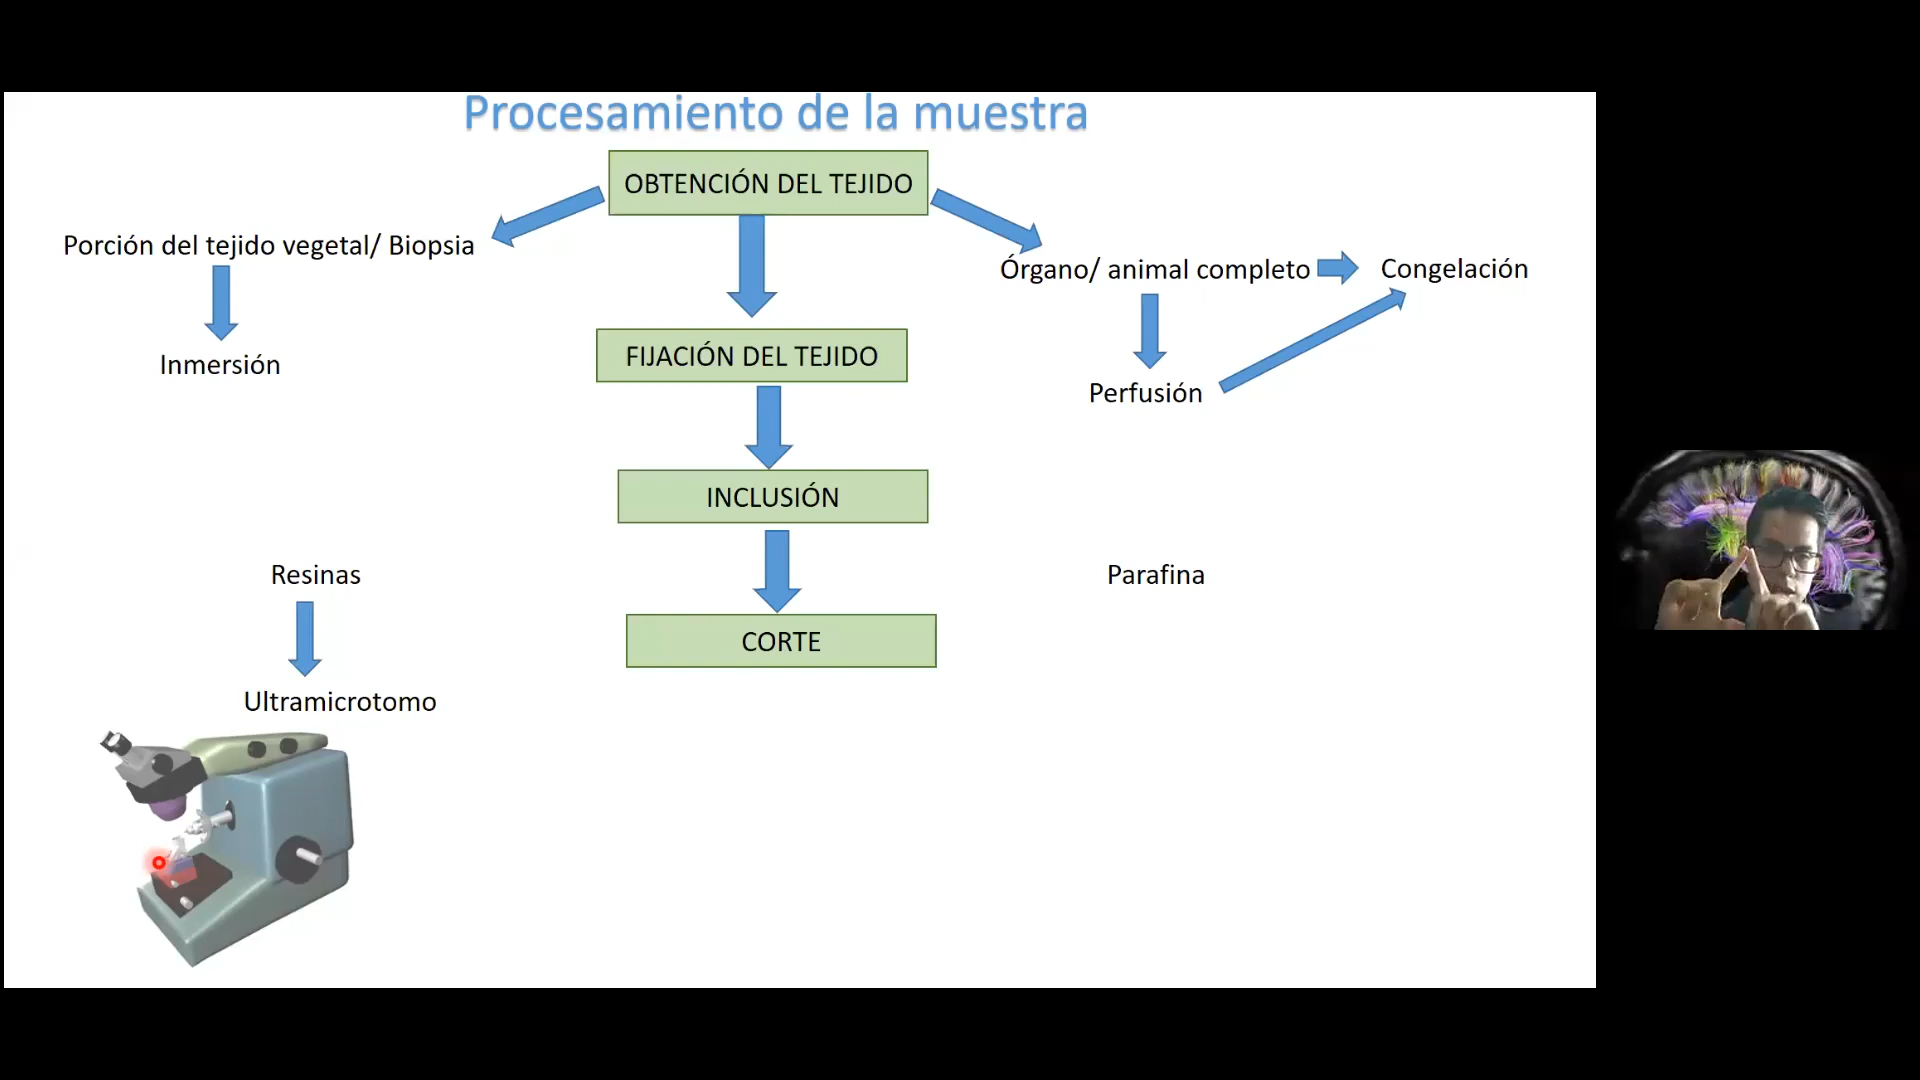 Procesamiento de la muestra
OBTENCIÓN DEL TEJIDO
Porción del tejido vegetal/ Biopsia
Órgano/ animal completo
Congelación
Inmersión
FIJACIÓN DEL TEJIDO
Perfusión
INCLUSIÓN
Resinas
Parafina
CORTE
Ultramicrotomo